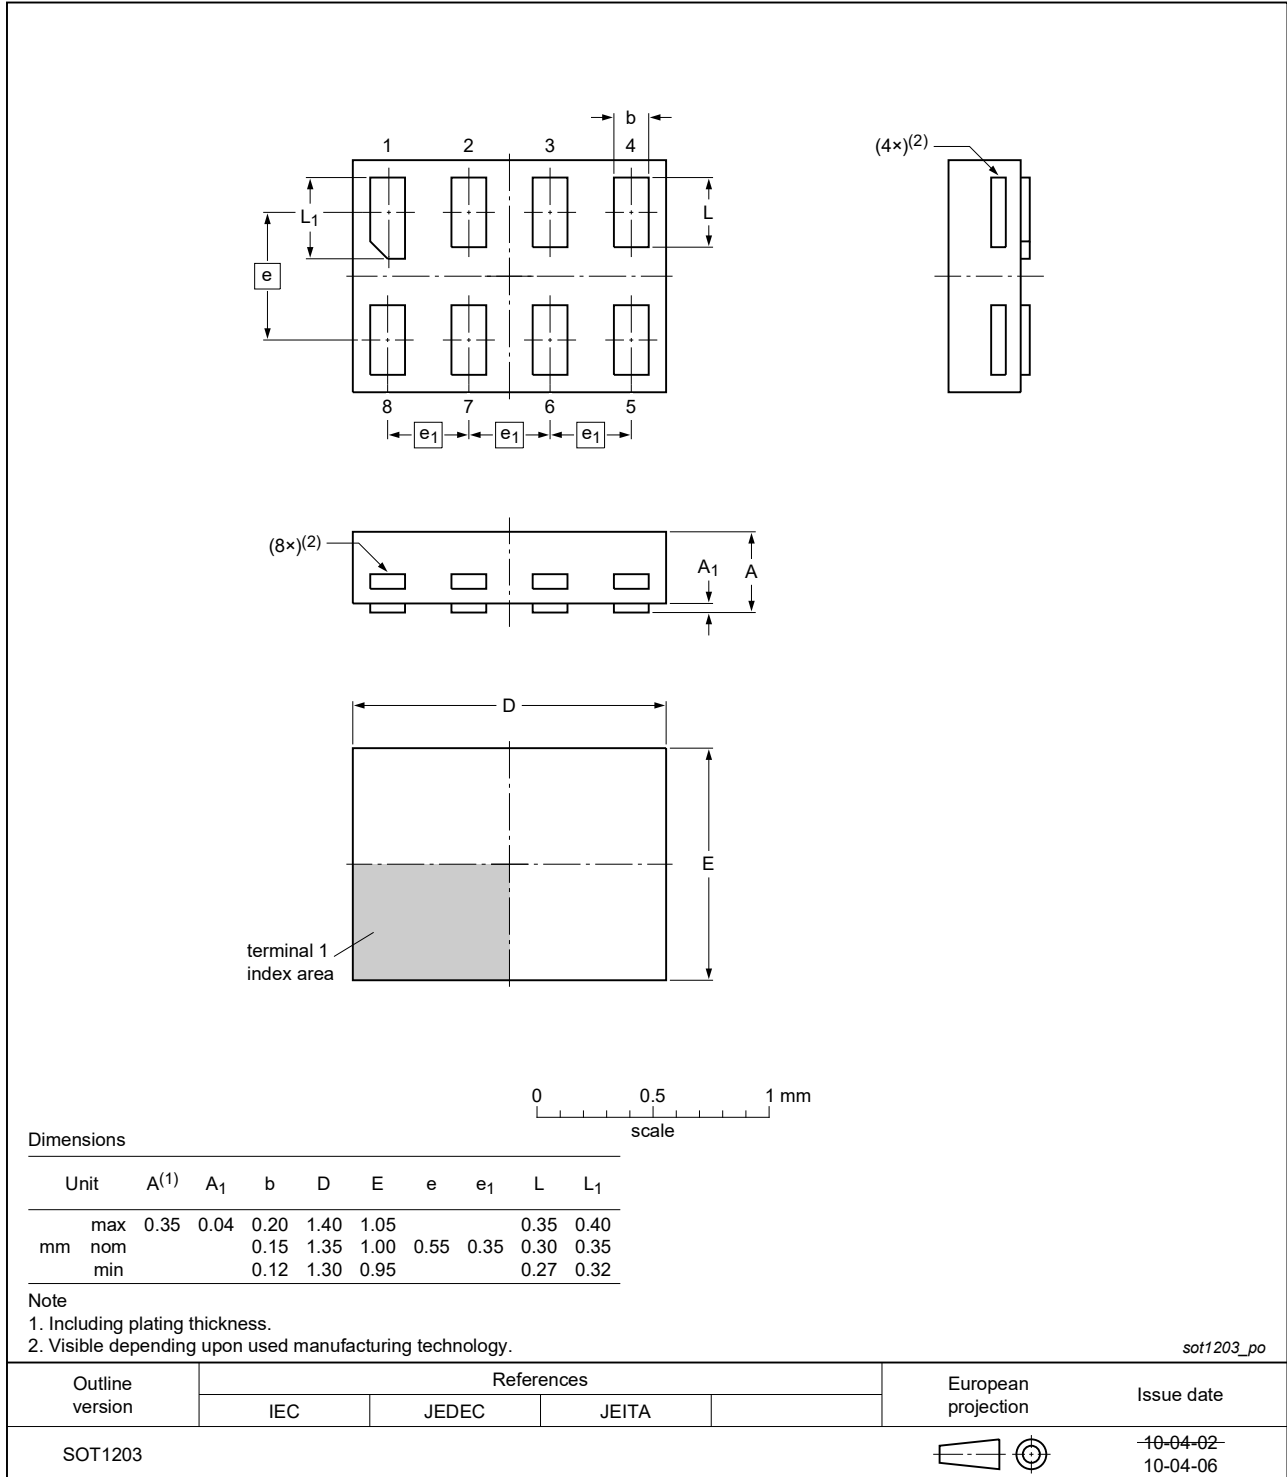 b
1 2 3 4
(4×)(2)
L1
L
e
8 7 6 5
e1 e1 e1
(8×)(2)
A1 A
D
E
terminal 1
index area
0 0.5 1 mm
scale
Dimensions
Unit A(1) A1 b D E e e1 L L1
max 0.35 0.04 0.20 1.40 1.05 0.35 0.40
mm nom 0.15 1.35 1.00 0.55 0.35 0.30 0.35
min 0.12 1.30 0.95 0.27 0.32
Note
1. Including plating thickness.
2. Visible depending upon used manufacturing technology.
sot1203_po
Outline
version
References
IEC JEDEC JEITA
European
projection
Issue date
SOT1203
10-04-02
10-04-06